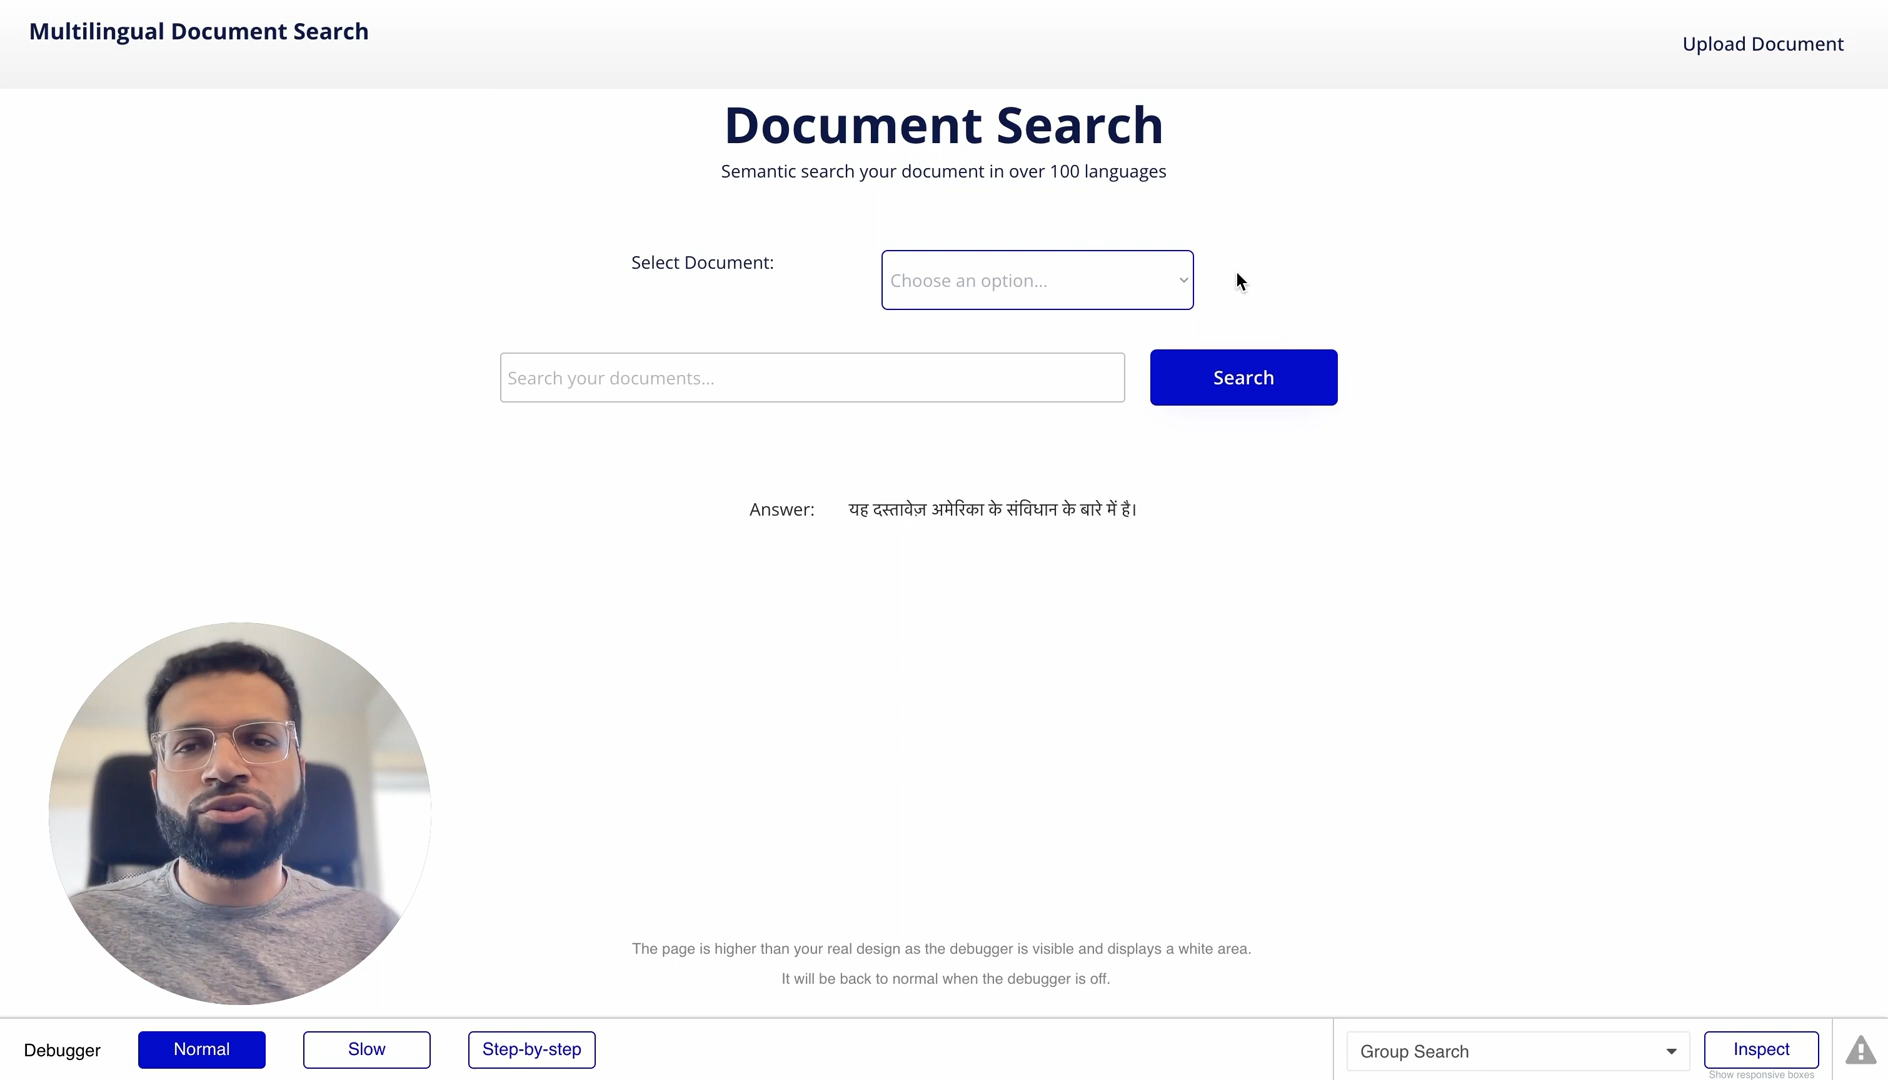 Multilingual Document Search
Upload Document
Document Search
Semantic search your document in over 100 languages
Select Document:
Choose an option...
Search your documents...
Search
Answer:
यह दस्तावेज़ अमेरिका के संविधान के बारे में है।
The page is higher than your real design as the debugger is visible and displays a white area.
It will be back to normal when the debugger is off.
Debugger
Normal
Slow
Step-by-step
Group Search
Inspect
Show responsive boxes